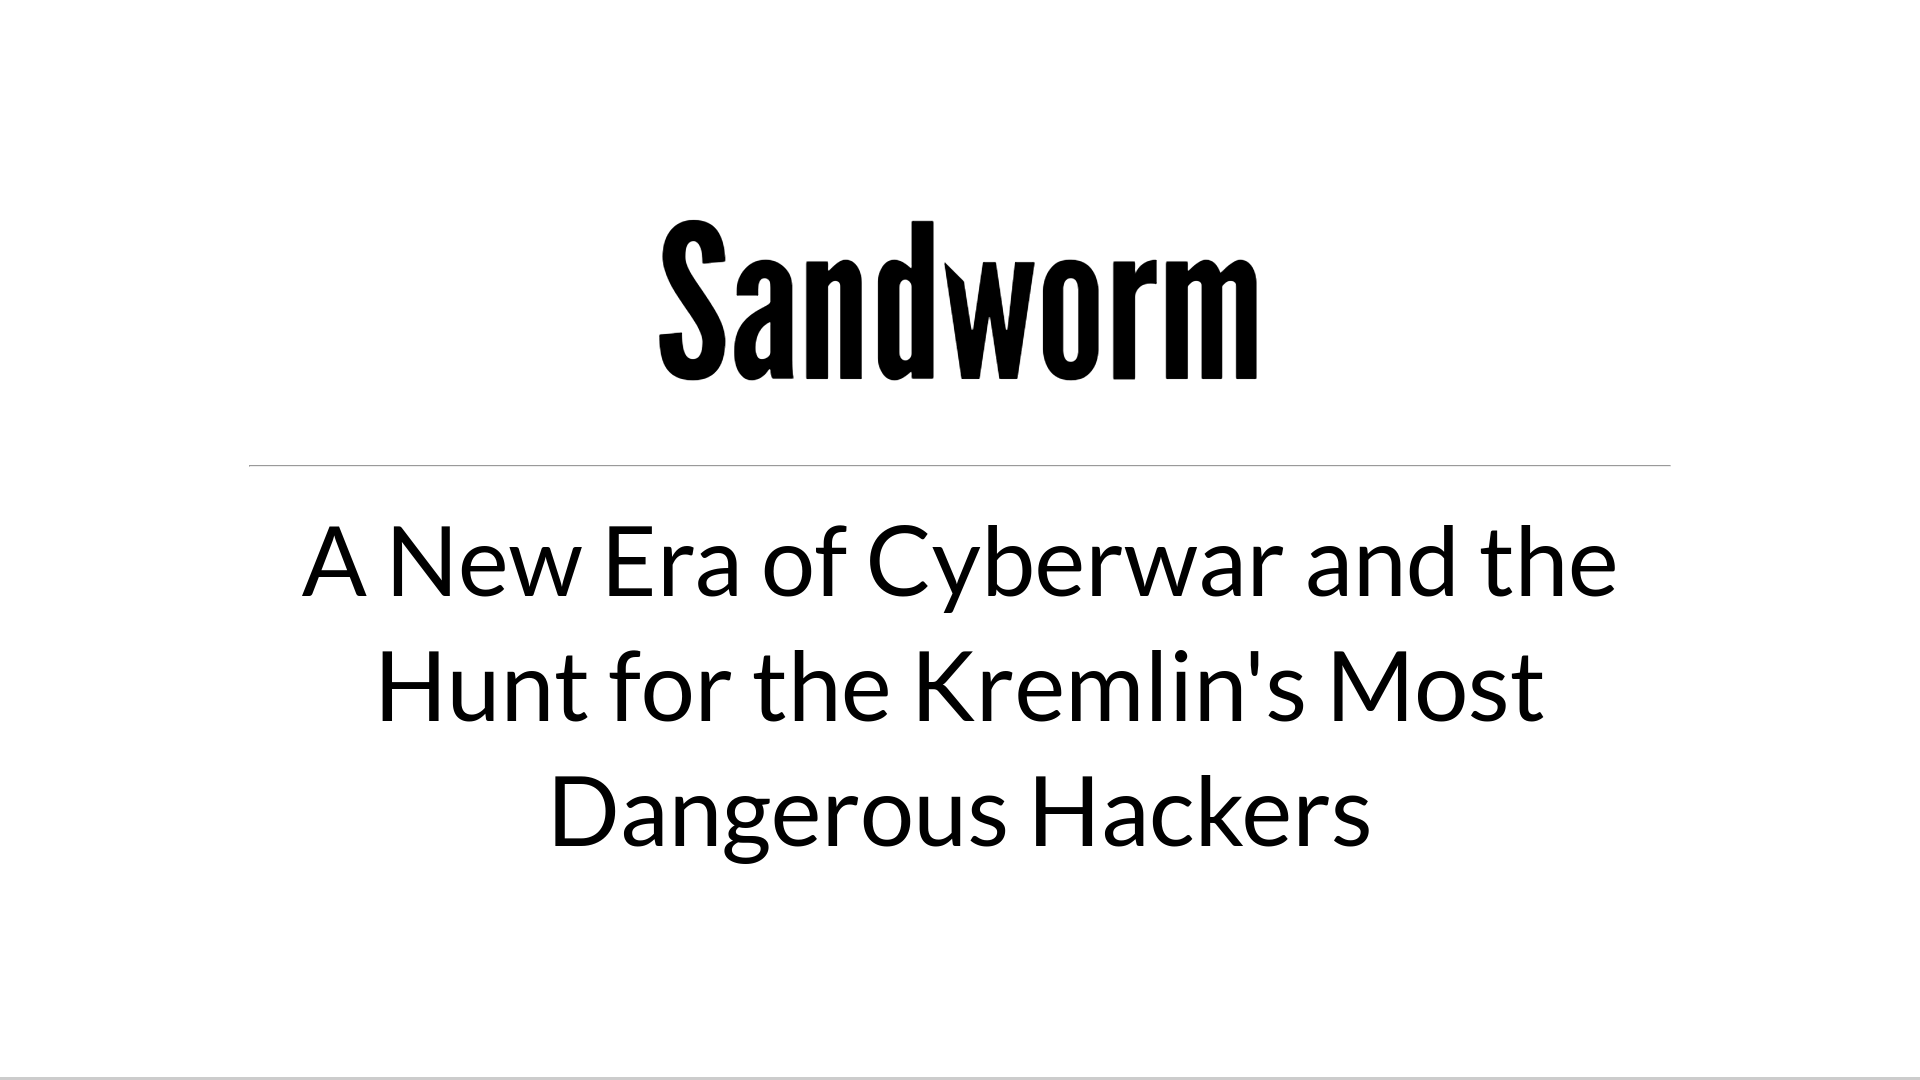 Sandworm
A New Era of Cyberwar and the
Hunt for the Kremlin's Most
Dangerous Hackers